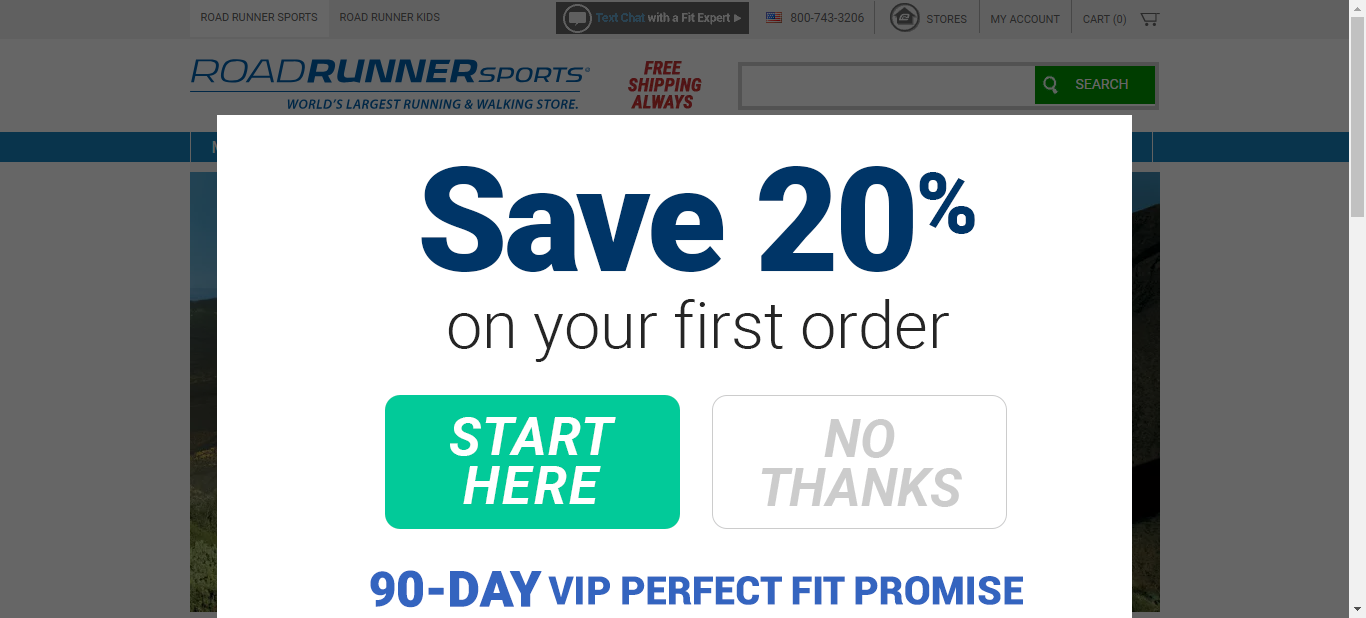 ROAD RUNNER SPORTS
ROAD RUNNER KIDS
Text Chat with a Fit Expert
800-743-3206
STORES
MY ACCOUNT
CART (0)
ROADRUNNERSPORTS
WORLD'S LARGEST RUNNING & WALKING STORE.
FREE
SHIPPING
ALWAYS
SEARCH
Save 20%
on your first order
START
HERE
NO
THANKS
90-DAY VIP PERFECT FIT PROMISE